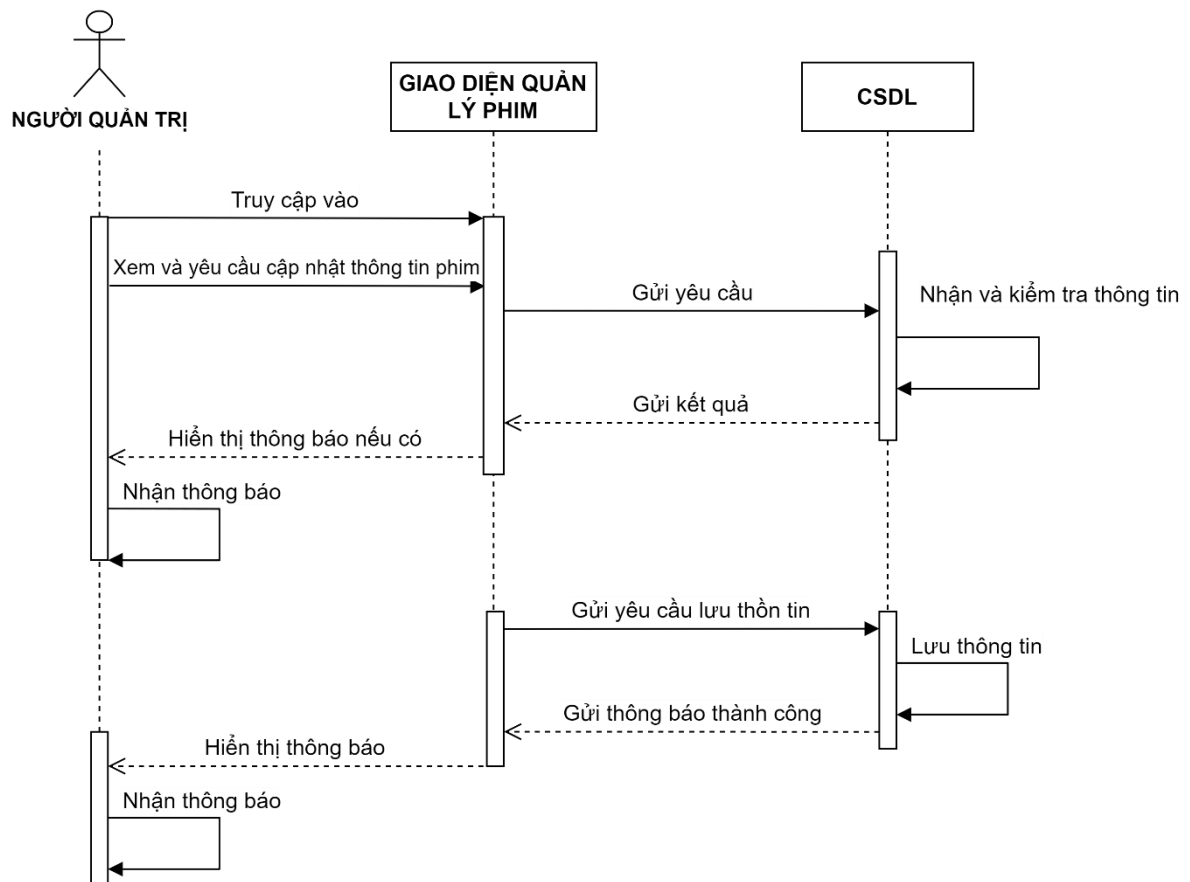 NGƯỜI QUẢN TRỊ
GIAO DIỆN QUẢN
LÝ PHIM
CSDL
Truy cập vào
Xem và yêu cầu cập nhật thông tin phim
Gửi yêu cầu
Nhận và kiểm tra thông tin
Gửi kết quả
Hiển thị thông báo nếu có
Nhận thông báo
Gửi yêu cầu lưu thồn tin
Lưu thông tin
Gửi thông báo thành công
Hiển thị thông báo
Nhận thông báo